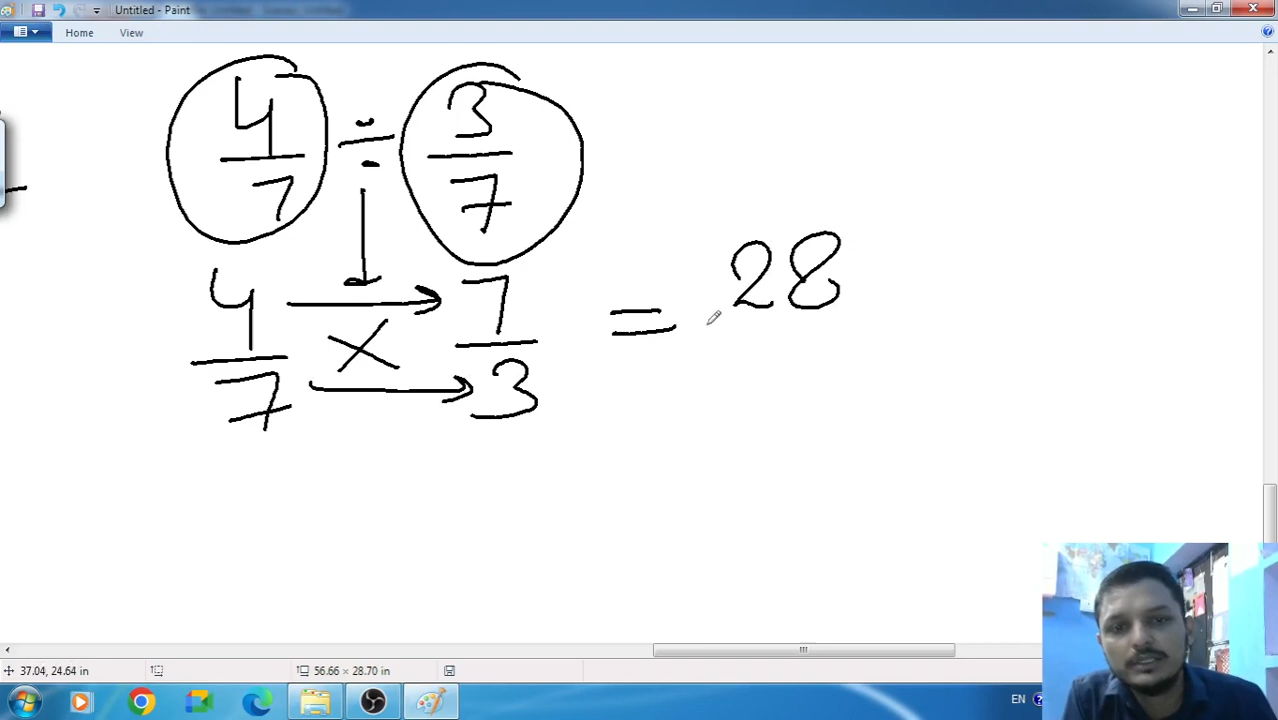 Untitled - Paint
Home View
4 ÷ 3
7 7
4 7
× = 28
7 3
37.04, 24.64 in 56.66 × 28.70 in
EN